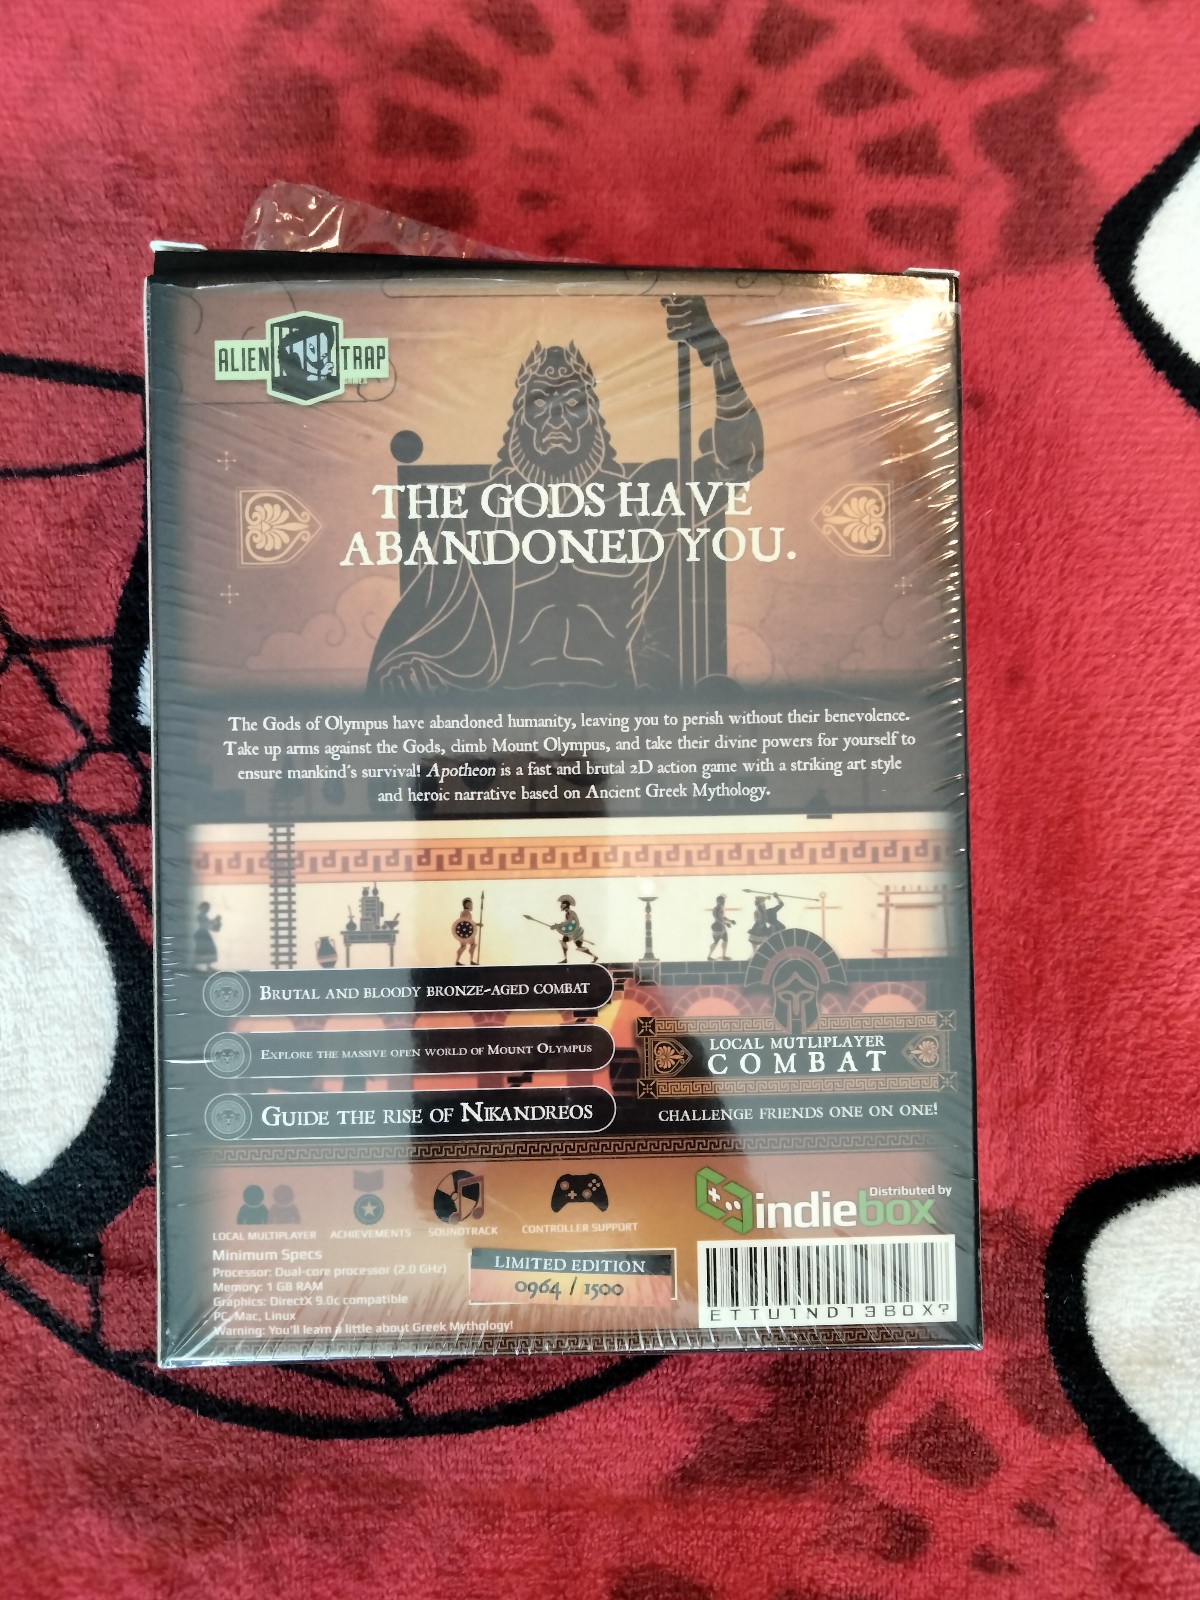 ALIEN TRAP
THE GODS HAVE
ABANDONED YOU.
The Gods of Olympus have abandoned humanity, leaving you to perish without their benevolence.
Take up arms against the Gods, climb Mount Olympus, and take their divine powers for yourself to
ensure mankind's survival! Apotheon is a fast and brutal 2D action game with a striking art style
and heroic narrative based on Ancient Greek Mythology.
BRUTAL AND BLOODY BRONZE-AGED COMBAT
EXPLORE THE MASSIVE OPEN WORLD OF MOUNT OLYMPUS
GUIDE THE RISE OF NIKANDREOS
LOCAL MUTLIPLAYER
COMBAT
CHALLENGE FRIENDS ONE ON ONE!
LOCAL MULTIPLAYER
ACHIEVEMENTS
SOUNDTRACK
CONTROLLER SUPPORT
Distributed by
indiebox
Minimum Specs
Processor: Dual-core processor (2.0 GHz)
Memory: 1 GB RAM
Graphics: DirectX 9.0c compatible
PC, Mac, Linux
Warning: You'll learn a little about Greek Mythology!
LIMITED EDITION
0964 / 1500
ETTU1ND13B0X?